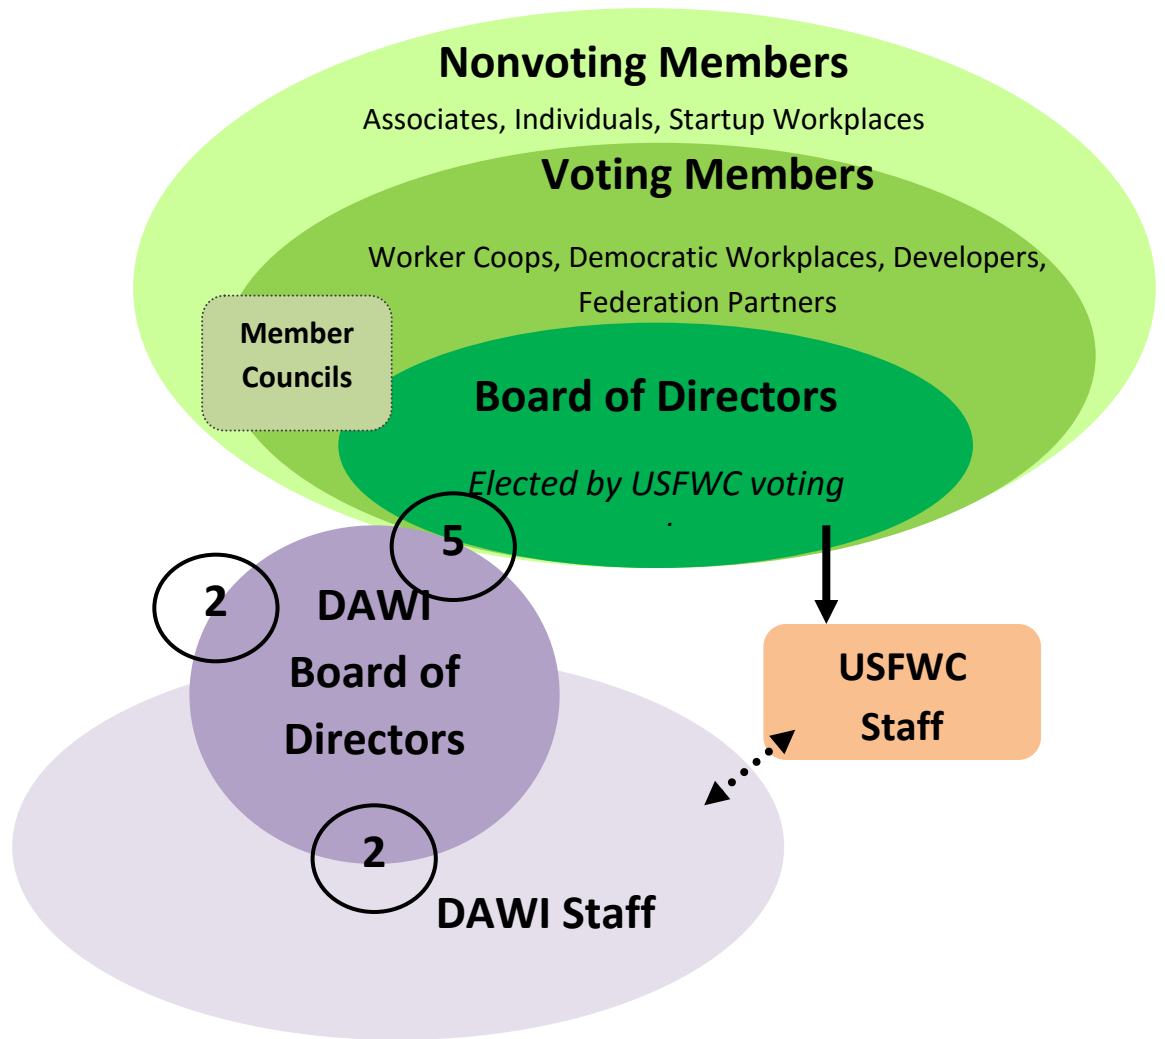 Nonvoting Members
Associates, Individuals, Startup Workplaces
Voting Members
Worker Coops, Democratic Workplaces, Developers,
Federation Partners
Member
Councils
Board of Directors
Elected by USFWC voting
5
2
DAWI
Board of
Directors
USFWC
Staff
2
DAWI Staff